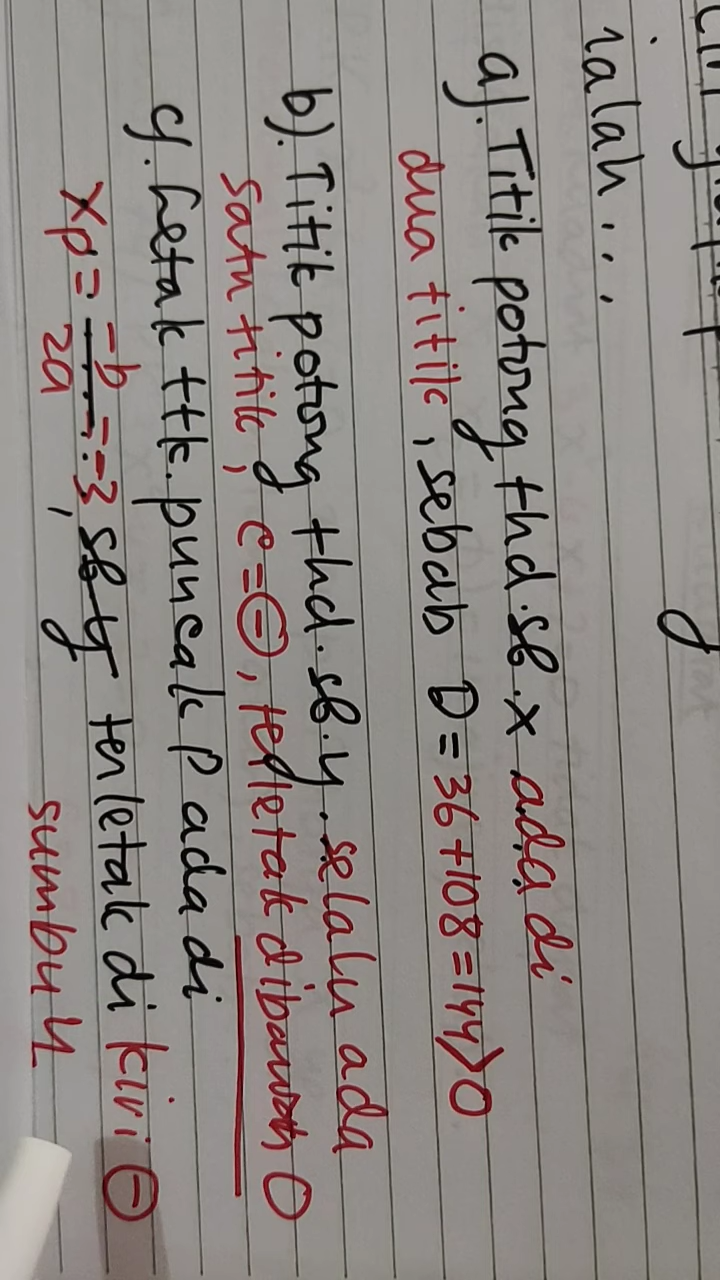 ialah...
a). Titik potong thd. sb. x ada di
dua titik, sebab D = 36 + 108 = 144 > 0
b). Titik potong thd. sb. y. selalu ada
satu titik, c = ⊖, terletak dibawah 0
c). Letak ttk. puncak P ada di
xp = -b/2a = -3, sb y terletak di kiri ⊖
sumbu y